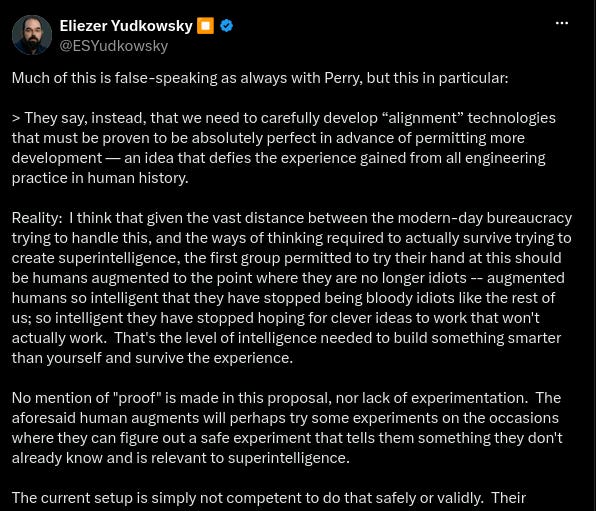 Eliezer Yudkowsky ⏹️
@ESYudkowsky
Much of this is false-speaking as always with Perry, but this in particular:
> They say, instead, that we need to carefully develop “alignment” technologies
that must be proven to be absolutely perfect in advance of permitting more
development — an idea that defies the experience gained from all engineering
practice in human history.
Reality:  I think that given the vast distance between the modern-day bureaucracy
trying to handle this, and the ways of thinking required to actually survive trying to
create superintelligence, the first group permitted to try their hand at this should
be humans augmented to the point where they are no longer idiots -- augmented
humans so intelligent that they have stopped being bloody idiots like the rest of
us; so intelligent they have stopped hoping for clever ideas to work that won't
actually work.  That's the level of intelligence needed to build something smarter
than yourself and survive the experience.
No mention of "proof" is made in this proposal, nor lack of experimentation.  The
aforesaid human augments will perhaps try some experiments on the occasions
where they can figure out a safe experiment that tells them something they don't
already know and is relevant to superintelligence.
The current setup is simply not competent to do that safely or validly.  Their